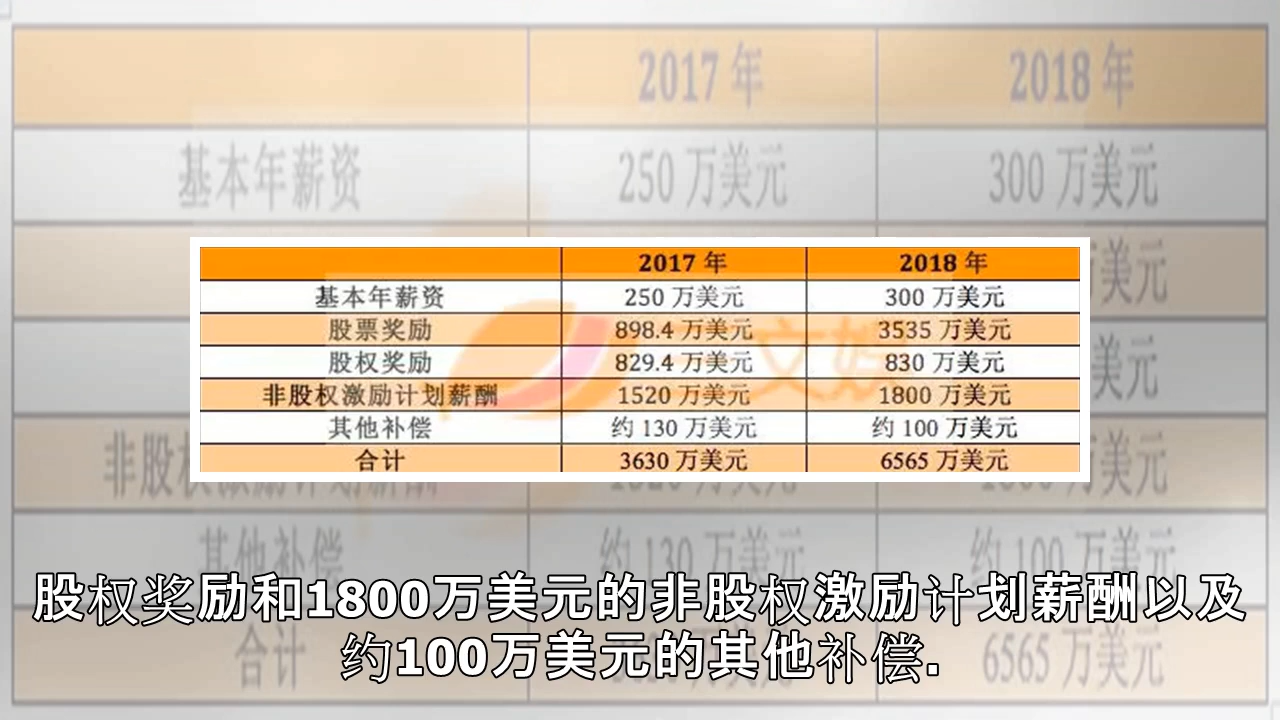 2017 年 2018 年
基本年薪资 250 万美元 300 万美元
股票奖励 898.4 万美元 3535 万美元
股权奖励 829.4 万美元 830 万美元
非股权激励计划薪酬 1520 万美元 1800 万美元
其他补偿 约 130 万美元 约 100 万美元
合计 3630 万美元 6565 万美元
股权奖励和1800万美元的非股权激励计划薪酬以及
约100万美元的其他补偿.